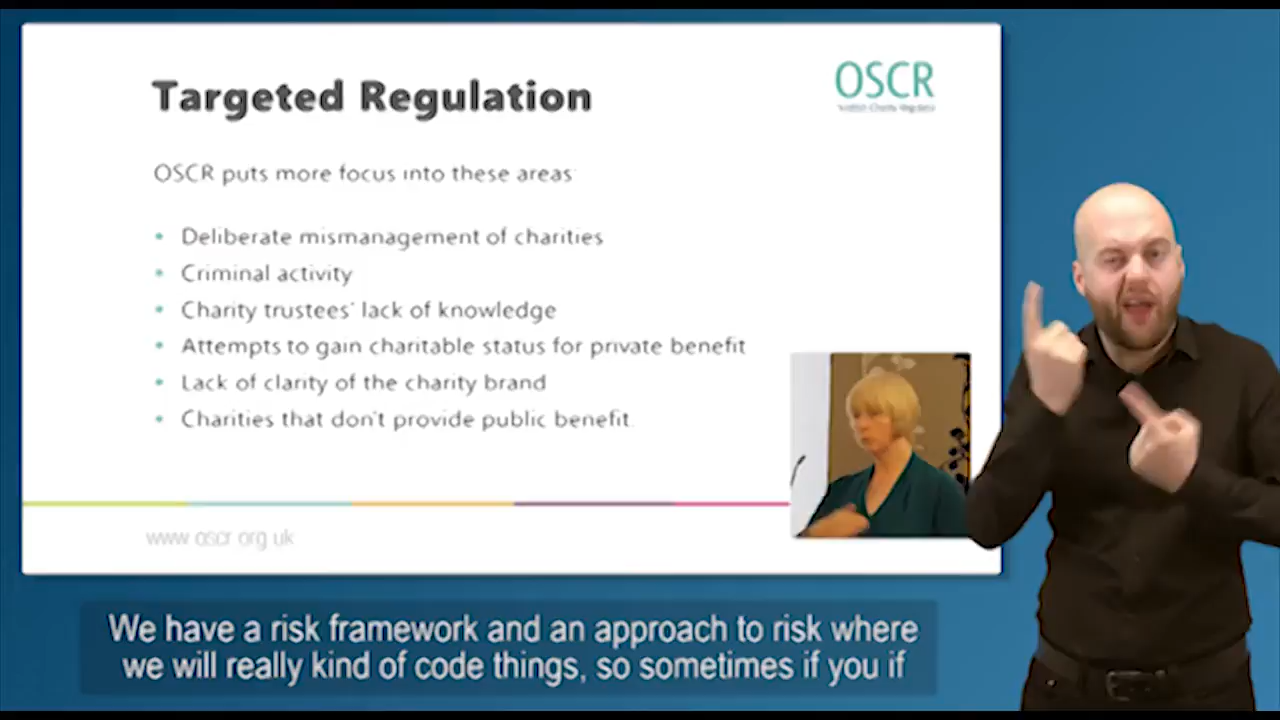 Targeted Regulation
OSCR
Scottish Charity Regulator
OSCR puts more focus into these areas
• Deliberate mismanagement of charities
• Criminal activity
• Charity trustees' lack of knowledge
• Attempts to gain charitable status for private benefit
• Lack of clarity of the charity brand
• Charities that don't provide public benefit.
www.oscr.org.uk
We have a risk framework and an approach to risk where
we will really kind of code things, so sometimes if you if